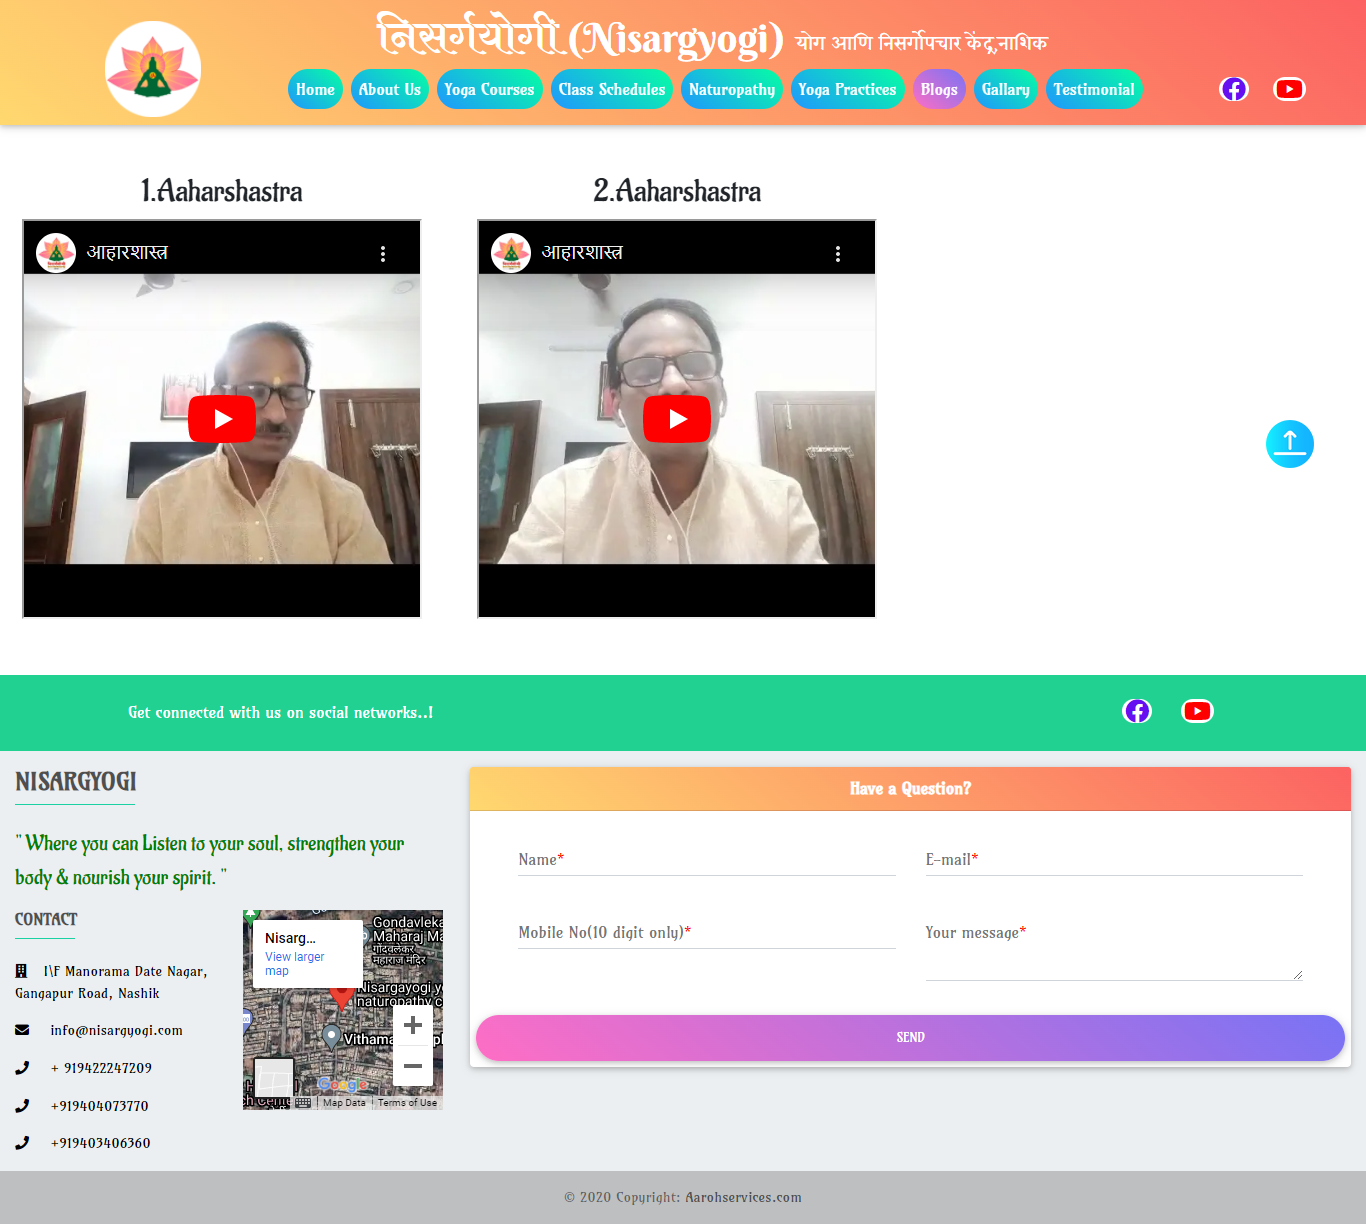 निसर्गयोगी (Nisargyogi) योग आणि निसर्गोपचार केंद्र,नाशिक
Home About Us Yoga Courses Class Schedules Naturopathy Yoga Practices Blogs Gallary Testimonial
1.Aaharshastra
2.Aaharshastra
आहारशास्त्र
आहारशास्त्र
Get connected with us on social networks..!
NISARGYOGI
" Where you can Listen to your soul, strengthen your
body & nourish your spirit. "
CONTACT
1\F Manorama Date Nagar,
Gangapur Road, Nashik
info@nisargyogi.com
+ 919422247209
+919404073770
+919403406360
Gondavleka
Maharaj Ma
गोंदवलेकर
महाराज मंदिर
Nisarg...
View larger
map
Nisargayogi yo
naturopathy c
Vithama
Google
Map Data
Terms of Use
Have a Question?
Name*
E-mail*
Mobile No(10 digit only)*
Your message*
SEND
© 2020 Copyright: Aarohservices.com